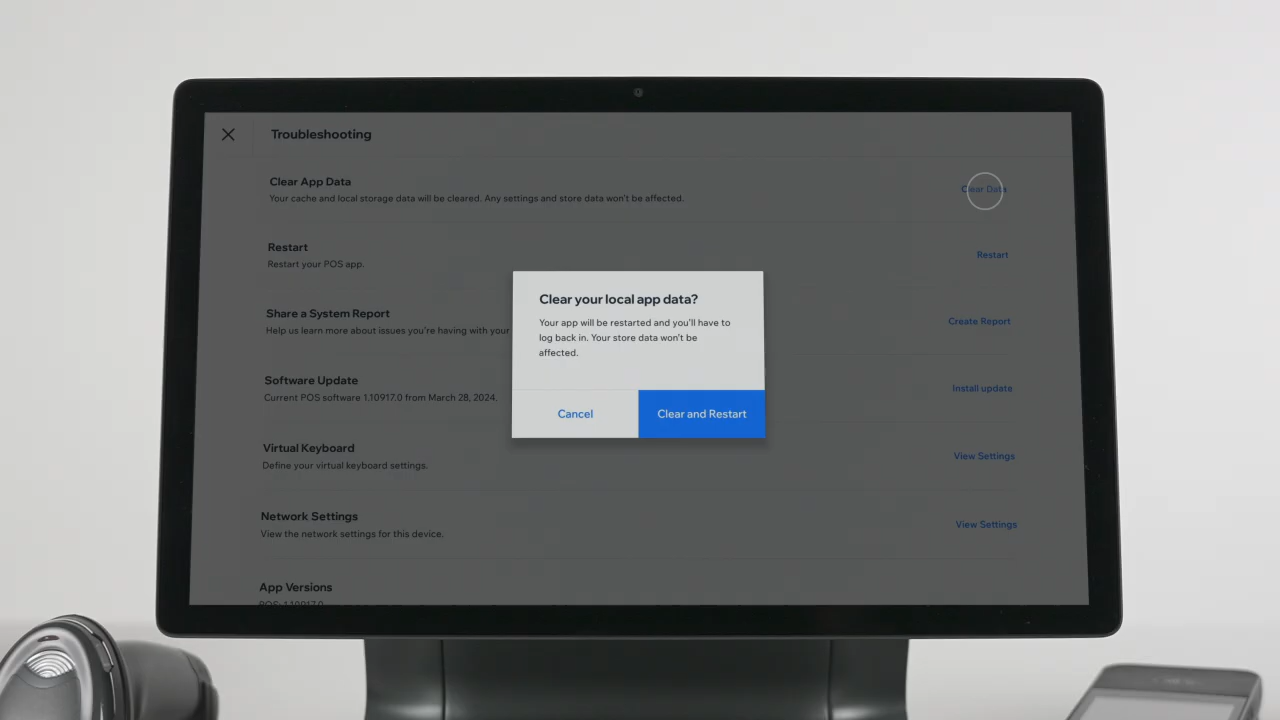 Troubleshooting
Clear App Data
Clear Data
Your cache and local storage data will be cleared. Any settings and store data won't be affected.
Restart
Restart
Restart your POS app.
Clear your local app data?
Your app will be restarted and you'll have to
log back in. Your store data won't be
affected.
Cancel
Clear and Restart
Share a System Report
Create Report
Help us learn more about issues you're having with your
Software Update
Install update
Current POS software 1.10917.0 from March 28, 2024.
Virtual Keyboard
View Settings
Define your virtual keyboard settings.
Network Settings
View Settings
View the network settings for this device.
App Versions
POS: 1.10917.0